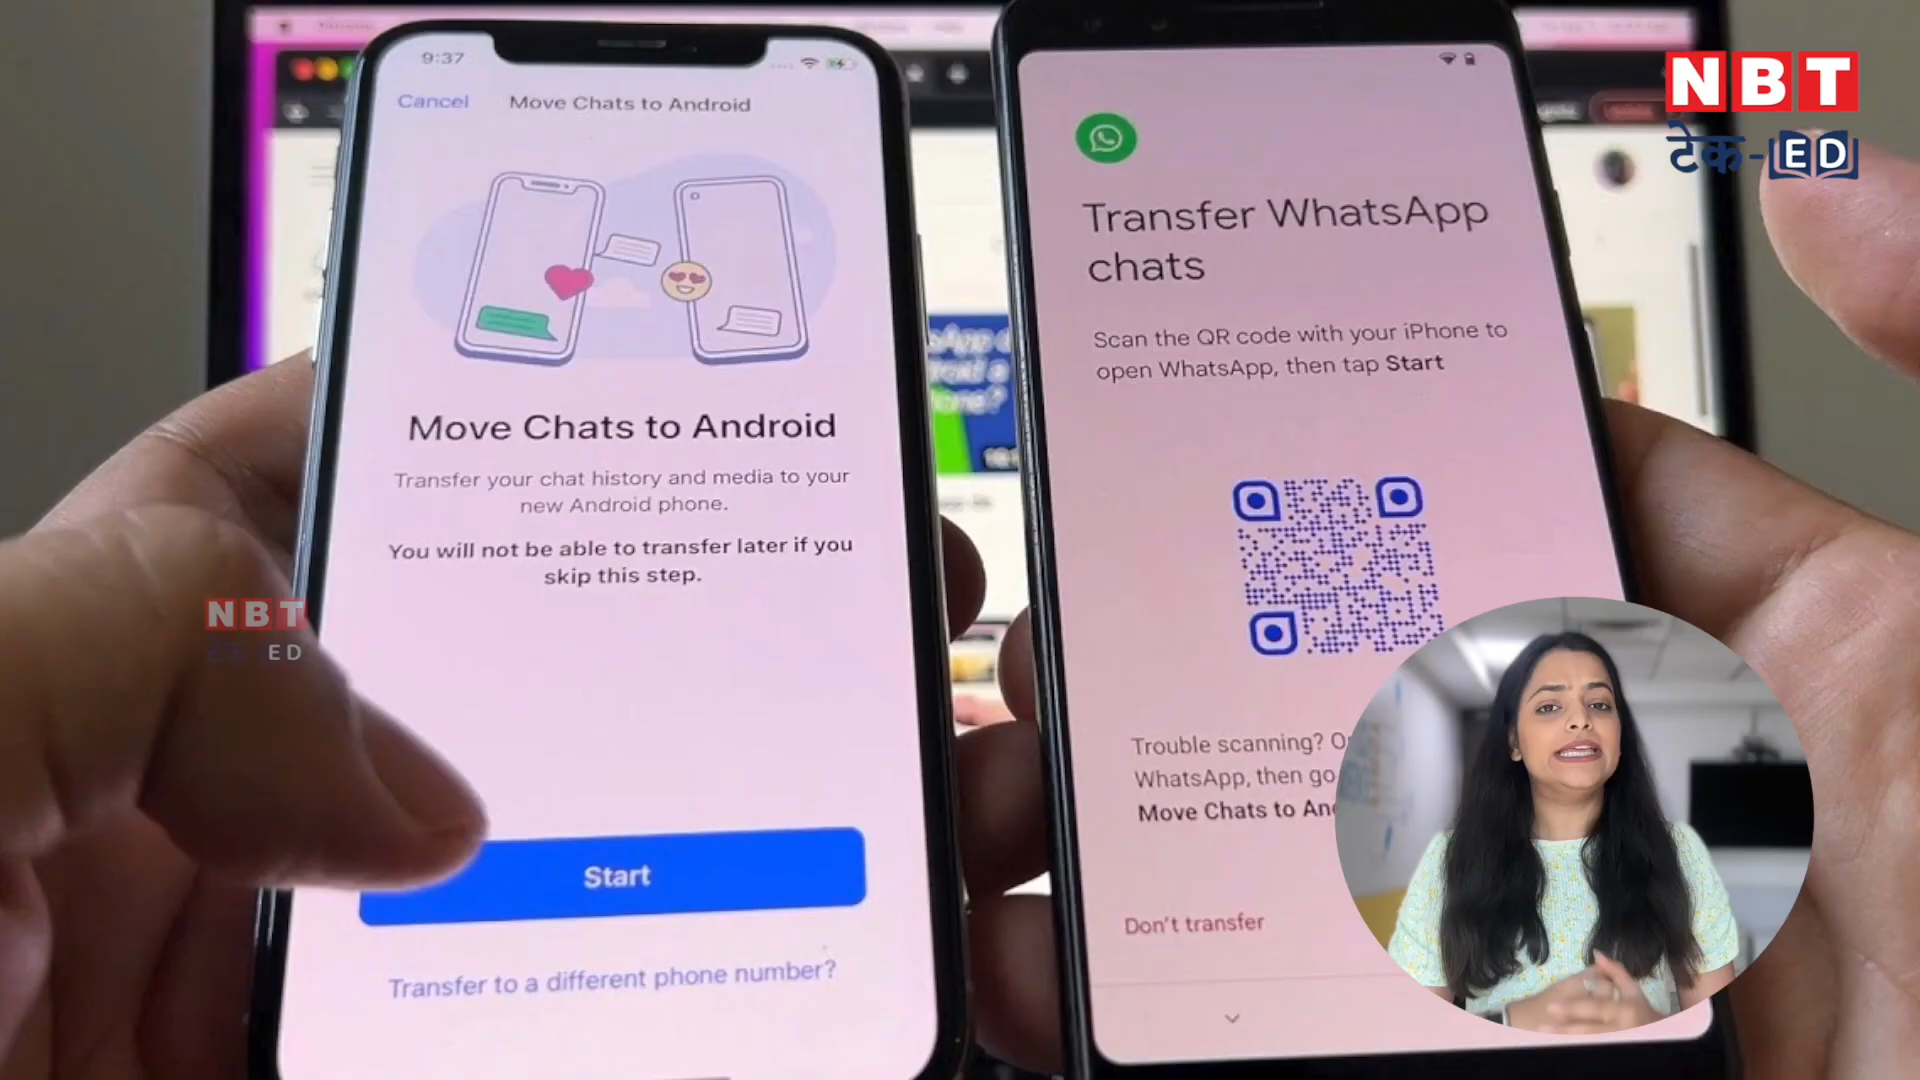 9:37
Cancel
Move Chats to Android
Move Chats to Android
Transfer your chat history and media to your
new Android phone.
You will not be able to transfer later if you
skip this step.
Start
Transfer to a different phone number?
Transfer WhatsApp
chats
Scan the QR code with your iPhone to
open WhatsApp, then tap Start
Trouble scanning?
WhatsApp, then go
Move Chats to
Don't transfer
NBT
टेक-ED
NBT
टेक-ED